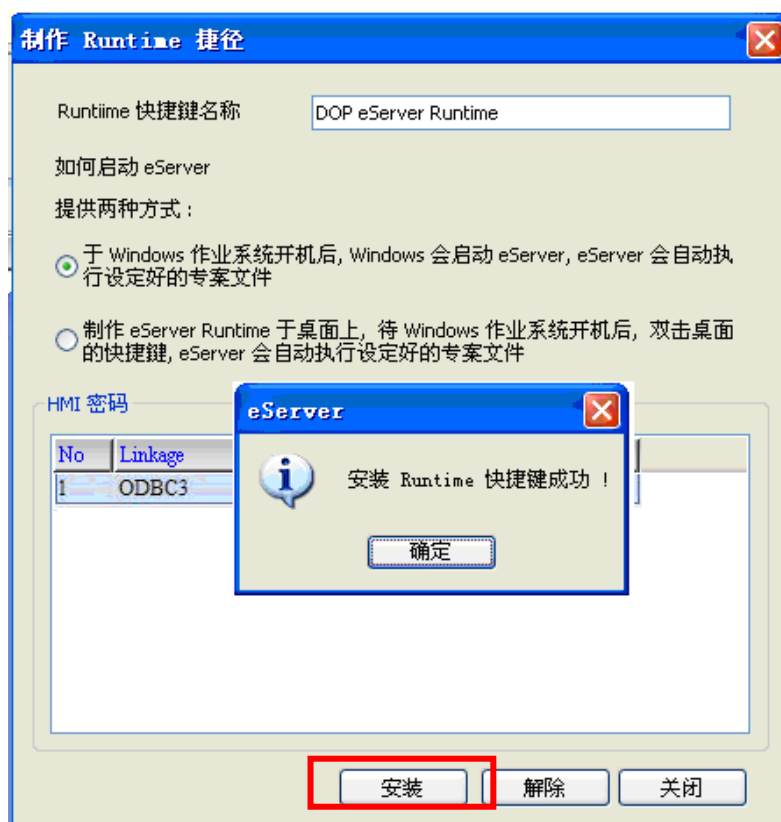 制作 Runtime 捷径
Runtiime 快捷鍵名称
DOP eServer Runtime
如何启动 eServer
提供两种方式：
于 Windows 作业系统开机后, Windows 会启动 eServer, eServer 会自动执
行设定好的专案文件
制作 eServer Runtime 于桌面上, 待 Windows 作业系统开机后, 双击桌面
的快捷鍵, eServer 会自动执行设定好的专案文件
HMI 密码
No Linkage
1 ODBC3
eServer
安装 Runtime 快捷键成功 !
确定
安装 解除 关闭